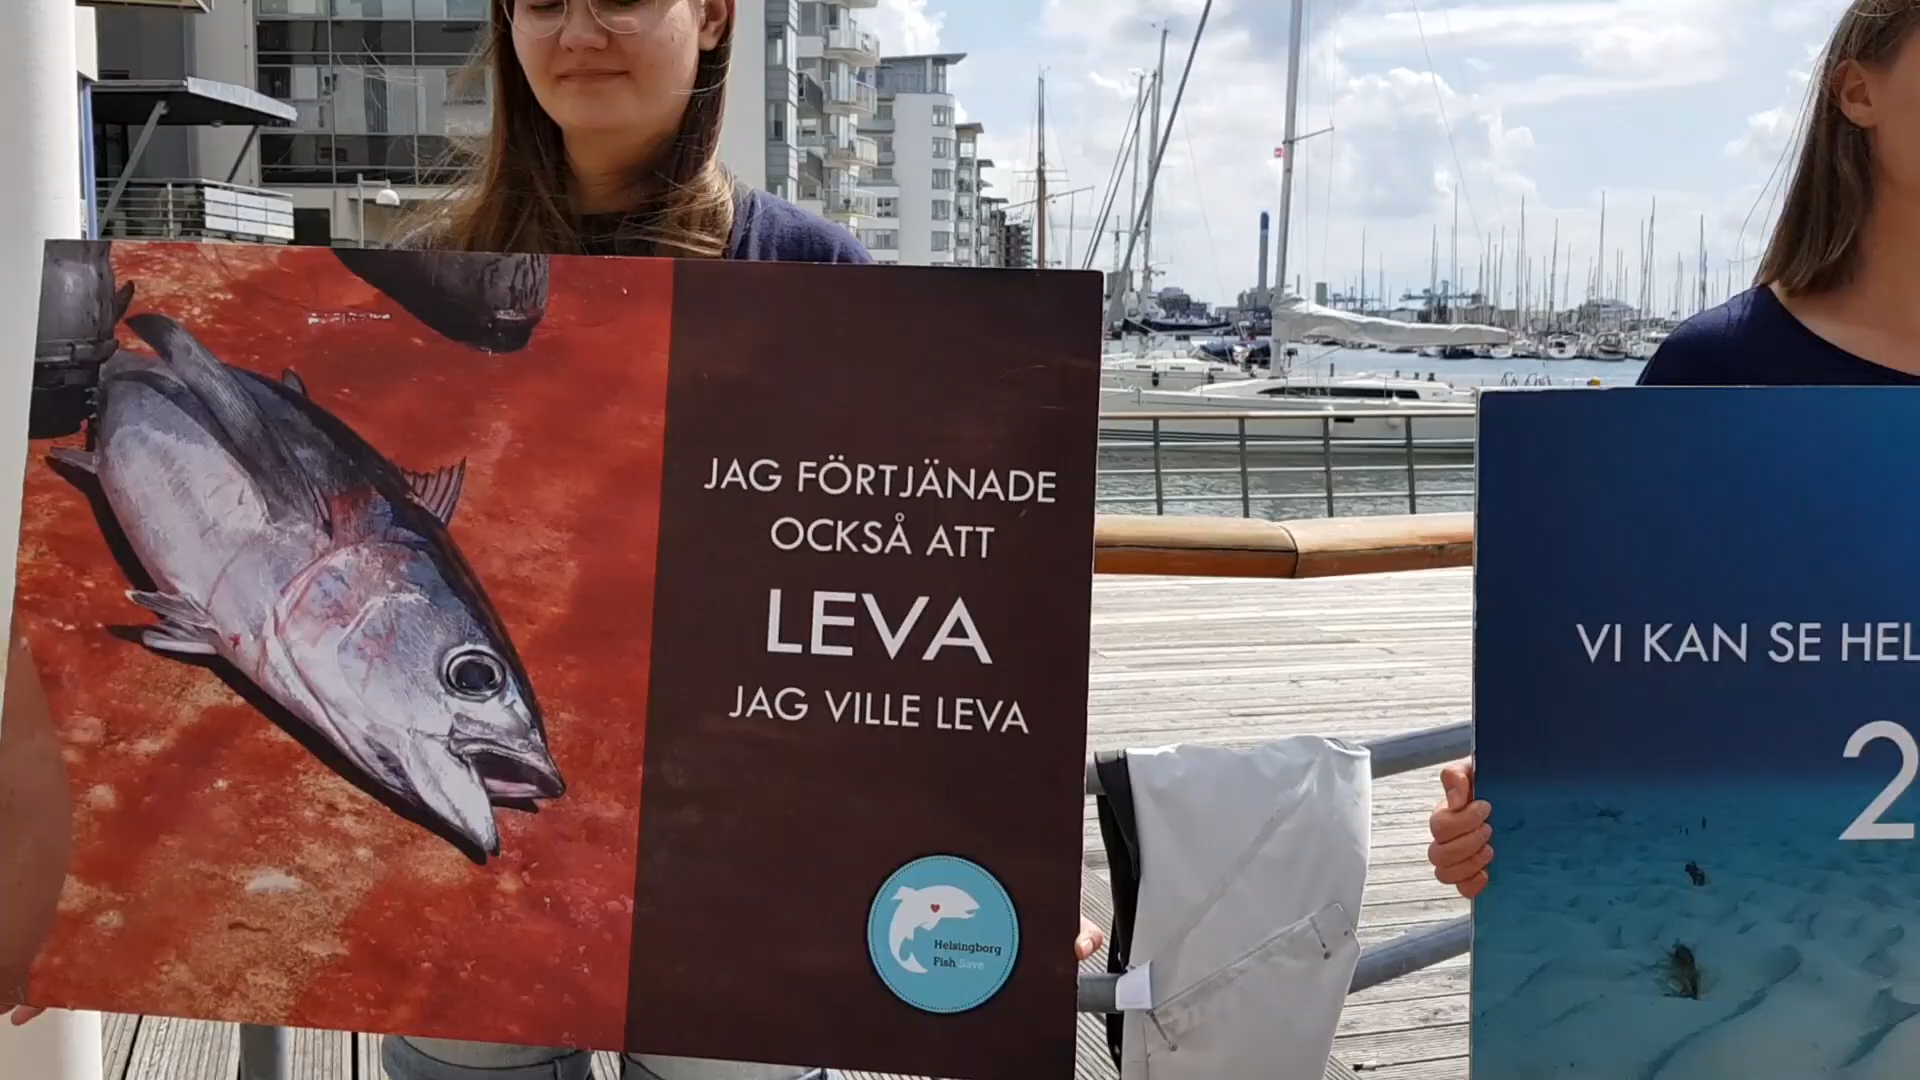 JAG FÖRTJÄNADE
OCKSÅ ATT
LEVA
JAG VILLE LEVA
Helsingborg
Fish Save
VI KAN SE HEL
2